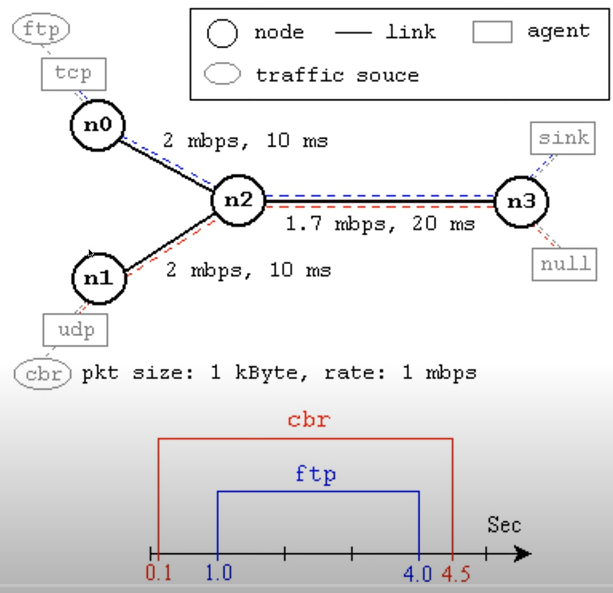 ftp
node
link
agent
traffic souce
tcp
n0
2 mbps, 10 ms
sink
n2
n3
1.7 mbps, 20 ms
n1
2 mbps, 10 ms
null
udp
cbr
pkt size: 1 kByte, rate: 1 mbps
cbr
ftp
Sec
0.1
1.0
4.0
4.5